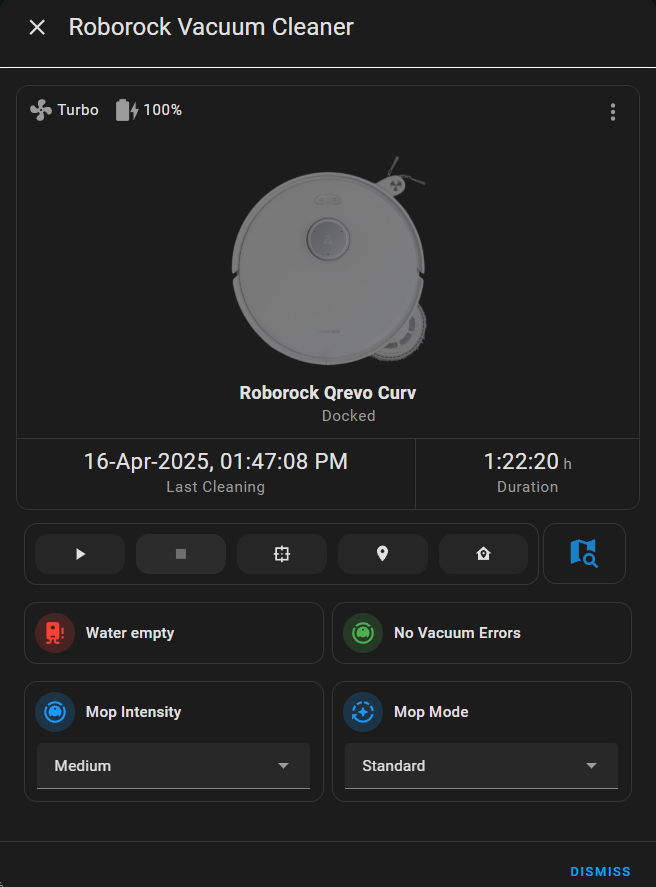 Roborock Vacuum Cleaner
Turbo 100%
Roborock Qrevo Curv
Docked
16-Apr-2025, 01:47:08 PM
Last Cleaning
1:22:20 h
Duration
Water empty
No Vacuum Errors
Mop Intensity
Medium
Mop Mode
Standard
DISMISS